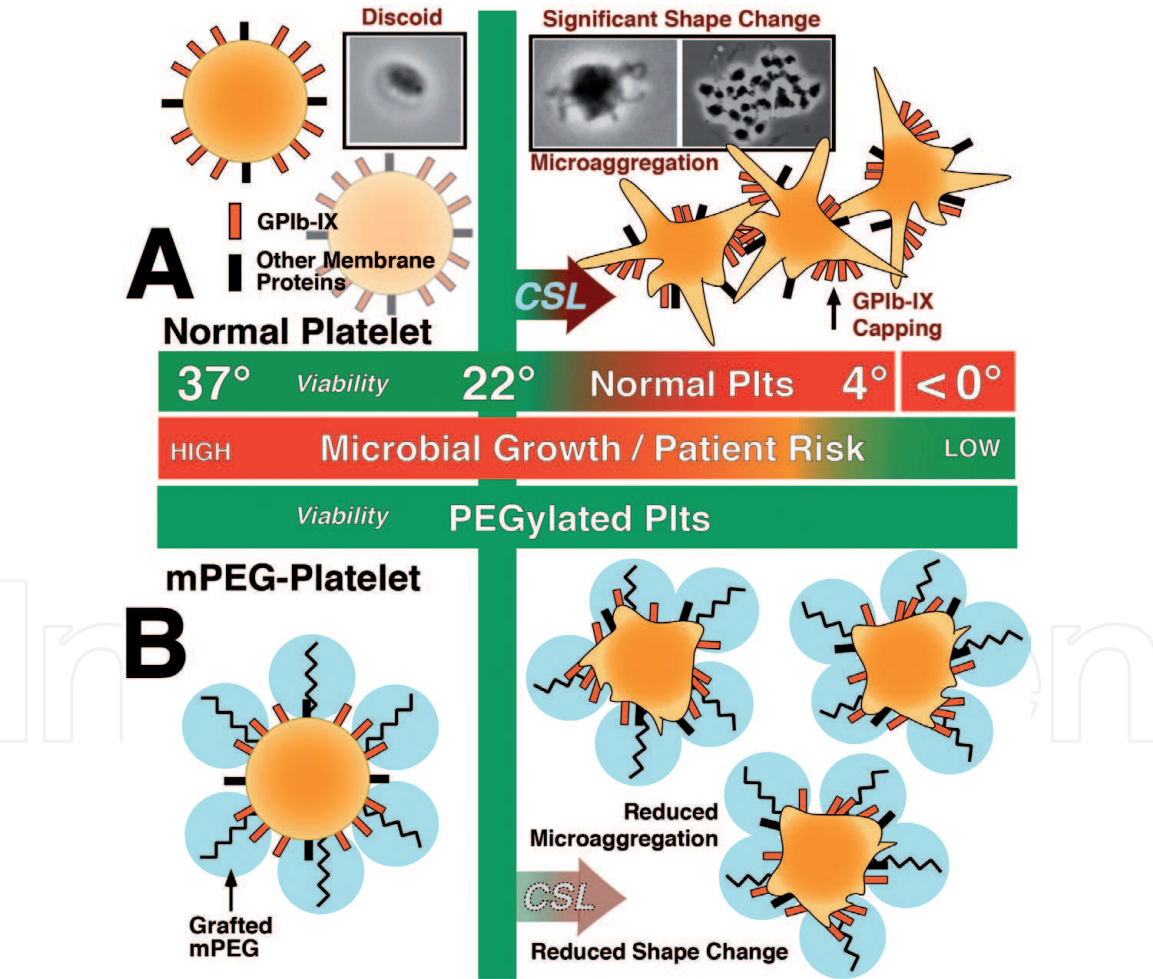 Discoid
Significant Shape Change
Microaggregation
GPIb-IX
Other Membrane
Proteins
A
CSL
GPIb-IX
Capping
Normal Platelet
37° Viability 22° Normal Plts 4° < 0°
HIGH Microbial Growth / Patient Risk LOW
Viability PEGylated Plts
mPEG-Platelet
B
Reduced
Microaggregation
CSL
Grafted
mPEG
Reduced Shape Change